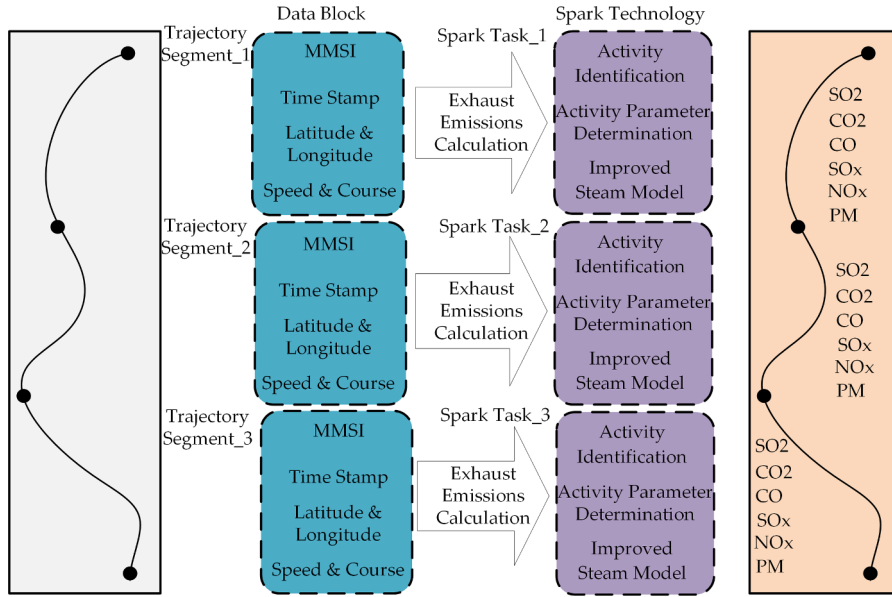 Data Block
Spark Technology
Trajectory
Segment_1
MMSI
Time Stamp
Latitude &
Longitude
Speed & Course
Spark Task_1
Exhaust
Emissions
Calculation
Activity
Identification
Activity Parameter
Determination
Improved
Steam Model
SO2
CO2
CO
SOx
NOx
PM
Trajectory
Segment_2
MMSI
Time Stamp
Latitude &
Longitude
Speed & Course
Spark Task_2
Exhaust
Emissions
Calculation
Activity
Identification
Activity Parameter
Determination
Improved
Steam Model
SO2
CO2
CO
SOx
NOx
PM
Trajectory
Segment_3
MMSI
Time Stamp
Latitude &
Longitude
Speed & Course
Spark Task_3
Exhaust
Emissions
Calculation
Activity
Identification
Activity Parameter
Determination
Improved
Steam Model
SO2
CO2
CO
SOx
NOx
PM